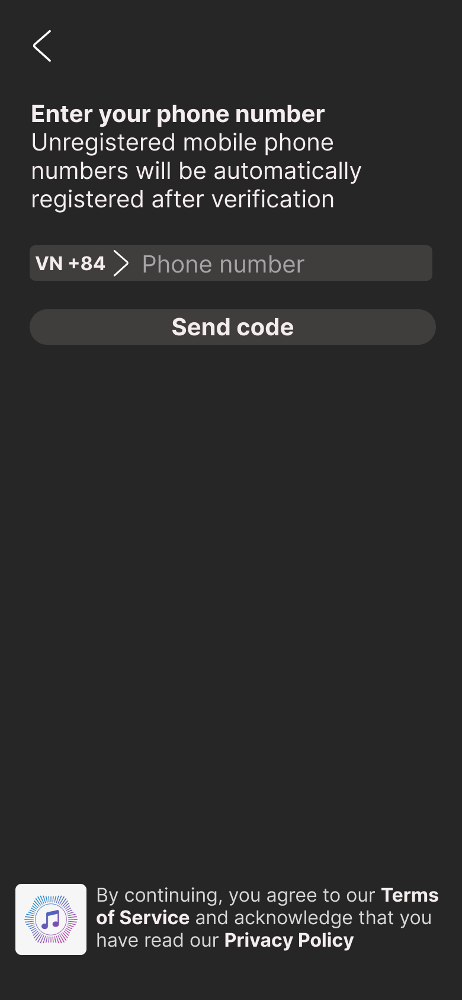 Enter your phone number
Unregistered mobile phone
numbers will be automatically
registered after verification
VN +84 Phone number
Send code
By continuing, you agree to our Terms
of Service and acknowledge that you
have read our Privacy Policy